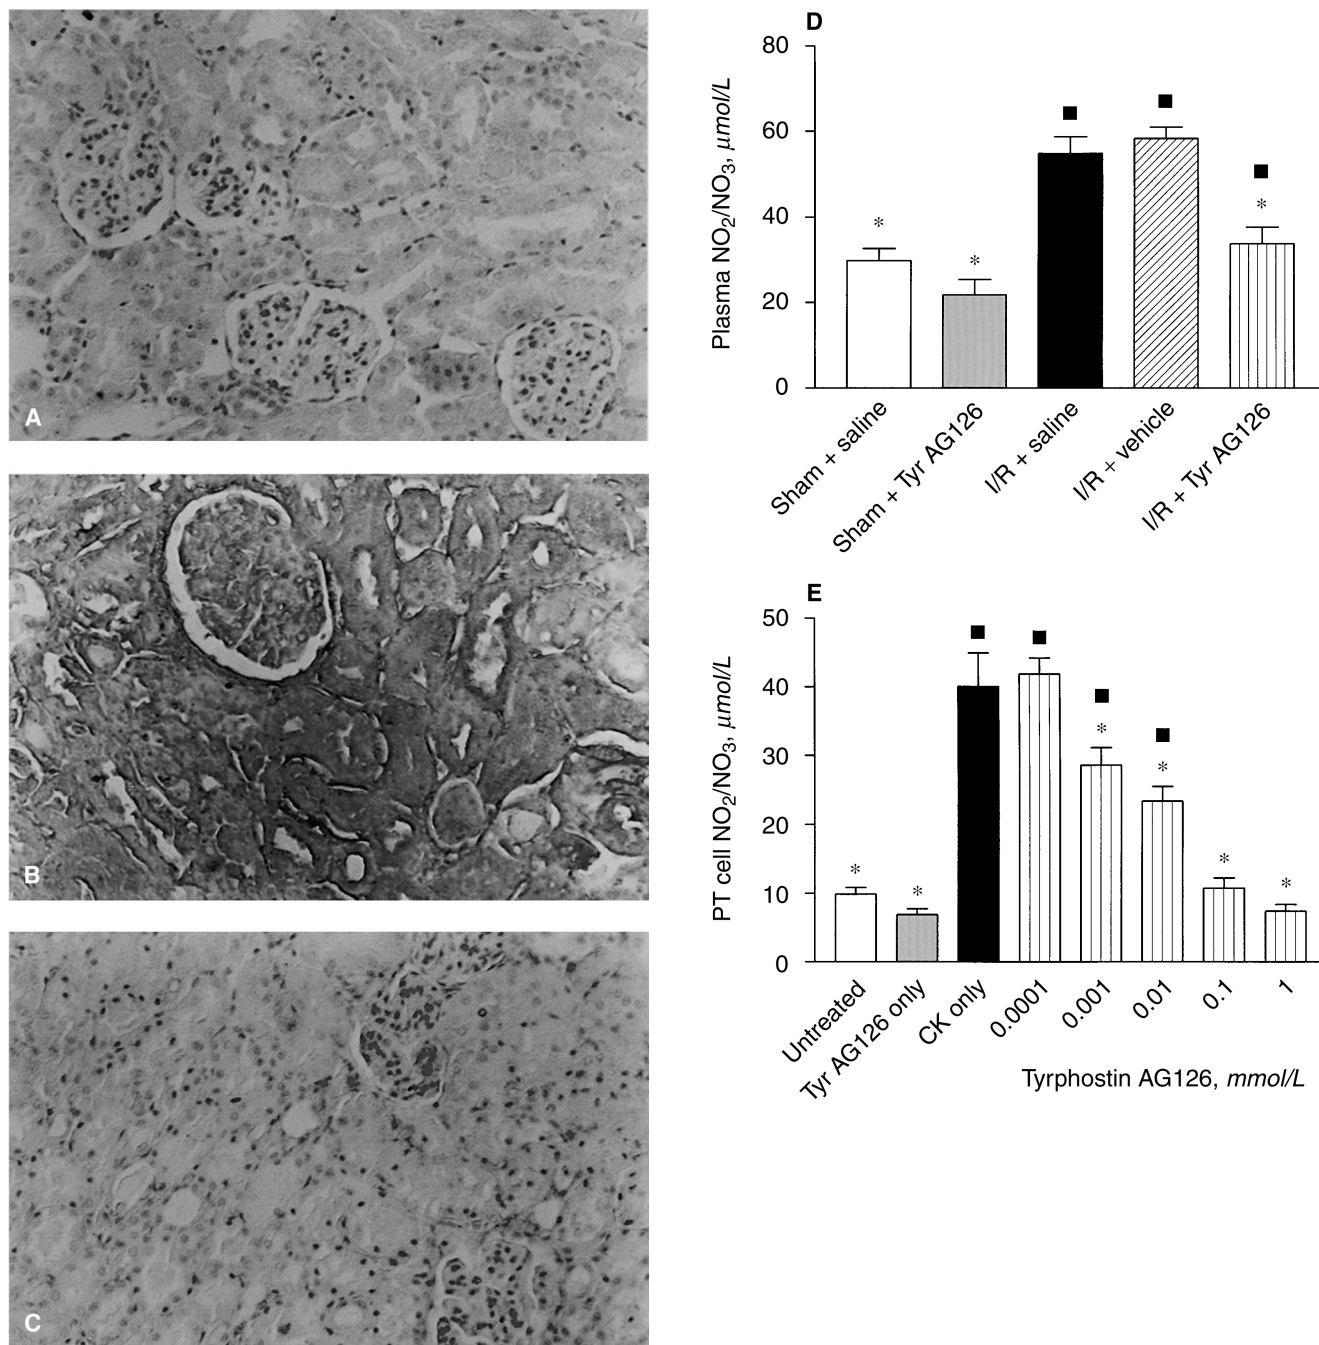 A
B
C
D
Plasma NO2/NO3, µmol/L
80
60
40
20
0
* * *
Sham + saline
Sham + Tyr AG126
I/R + saline
I/R + vehicle
I/R + Tyr AG126
E
PT cell NO2/NO3, µmol/L
50
40
30
20
10
0
* * * * * *
Untreated
Tyr AG126 only
CK only
0.0001
0.001
0.01
0.1
1
Tyrphostin AG126, mmol/L